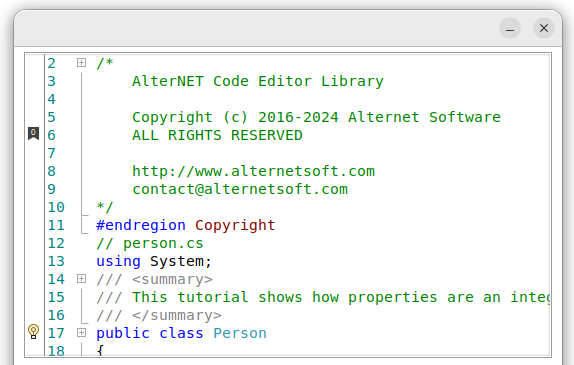 2 /*
3 AlterNET Code Editor Library
4
5 Copyright (c) 2016-2024 Alternet Software
0
6 ALL RIGHTS RESERVED
7
8 http://www.alternetsoft.com
9 contact@alternetsoft.com
10 */
11 #endregion Copyright
12 // person.cs
13 using System;
14 /// <summary>
15 /// This tutorial shows how properties are an integ
16 /// </summary>
17 public class Person
18 {